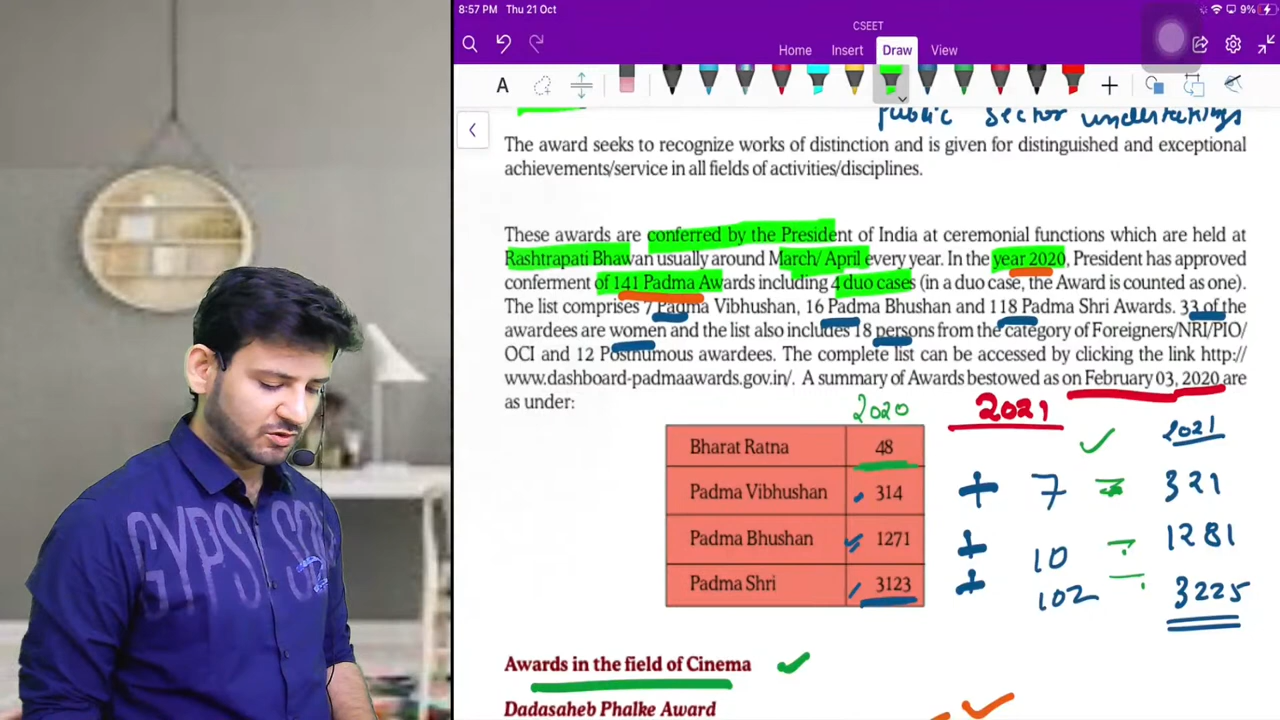 8:57 PM Thu 21 Oct
9%
CSEET
Home Insert Draw View
A
public sector undertakings
The award seeks to recognize works of distinction and is given for distinguished and exceptional
achievements/service in all fields of activities/disciplines.
These awards are conferred by the President of India at ceremonial functions which are held at
Rashtrapati Bhawan usually around March/ April every year. In the year 2020, President has approved
conferment of 141 Padma Awards including 4 duo cases (in a duo case, the Award is counted as one).
The list comprises 7 Padma Vibhushan, 16 Padma Bhushan and 118 Padma Shri Awards. 33 of the
awardees are women and the list also includes 18 persons from the category of Foreigners/NRI/PIO/
OCI and 12 Posthumous awardees. The complete list can be accessed by clicking the link http://
www.dashboard-padmaawards.gov.in/. A summary of Awards bestowed as on February 03, 2020 are
as under:
2020 2021 2021
Bharat Ratna 48
Padma Vibhushan 314 + 7 = 321
Padma Bhushan 1271 + 10 = 1281
Padma Shri 3123 + 102 = 3225
Awards in the field of Cinema
Dadasaheb Phalke Award
GYPSY